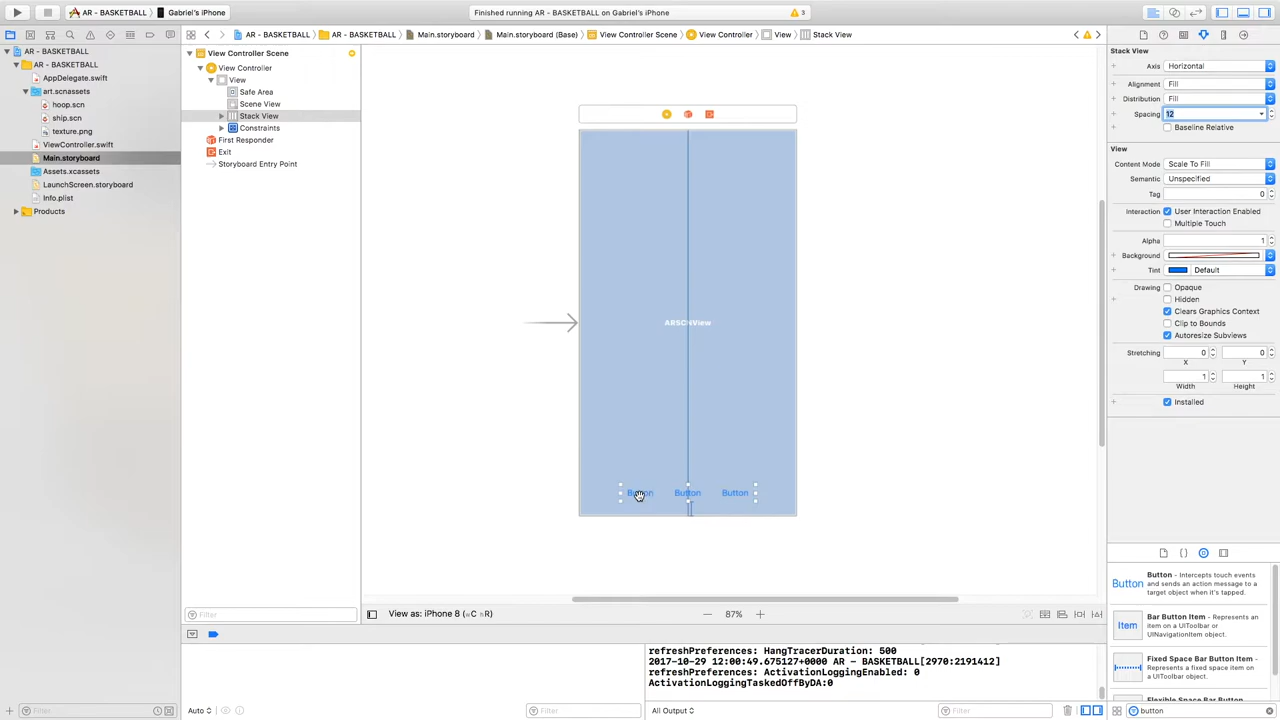 AR - BASKETBALL
Gabriel's iPhone
Finished running AR - BASKETBALL on Gabriel's iPhone
3
AR - BASKETBALL
AR - BASKETBALL
AppDelegate.swift
art.scnassets
hoop.scn
ship.scn
texture.png
ViewController.swift
Main.storyboard
Assets.xcassets
LaunchScreen.storyboard
Info.plist
Products
Filter
AR - BASKETBALL
AR - BASKETBALL
Main.storyboard
Main.storyboard (Base)
View Controller Scene
View Controller
View
Stack View
View Controller Scene
View Controller
View
Safe Area
Scene View
Stack View
Constraints
First Responder
Exit
Storyboard Entry Point
Filter
ARSCNView
Button
Button
Button
View as: iPhone 8 (wC hR)
87%
Stack View
Axis Horizontal
Alignment Fill
Distribution Fill
Spacing 12
Baseline Relative
View
Content Mode Scale To Fill
Semantic Unspecified
Tag 0
Interaction User Interaction Enabled
Multiple Touch
Alpha 1
Background
Tint Default
Drawing Opaque
Hidden
Clears Graphics Context
Clip to Bounds
Autoresize Subviews
Stretching 0 0
X Y
1 1
Width Height
Installed
Button
Button - Intercepts touch events
and sends an action message to a
target object when it's tapped.
Item
Bar Button Item - Represents an
item on a UIToolbar or
UINavigationItem object.
Fixed Space Bar Button Item -
Represents a fixed space item on
a UIToolbar object.
button
refreshPreferences: HangTracerDuration: 500
2017-10-29 12:00:49.675127+0000 AR - BASKETBALL[2970:2191412]
refreshPreferences: ActivationLoggingEnabled: 0
ActivationLoggingTaskedOffByDA:0
Auto
Filter
All Output
Filter